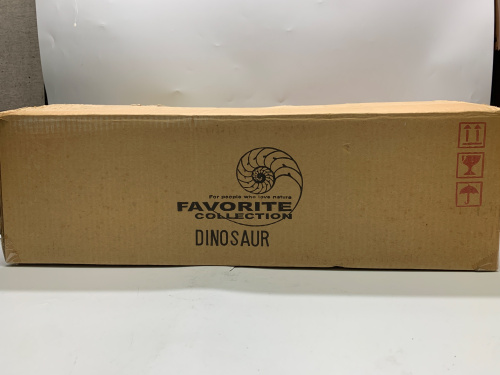 For people who love nature
FAVORITE
COLLECTION
DINOSAUR